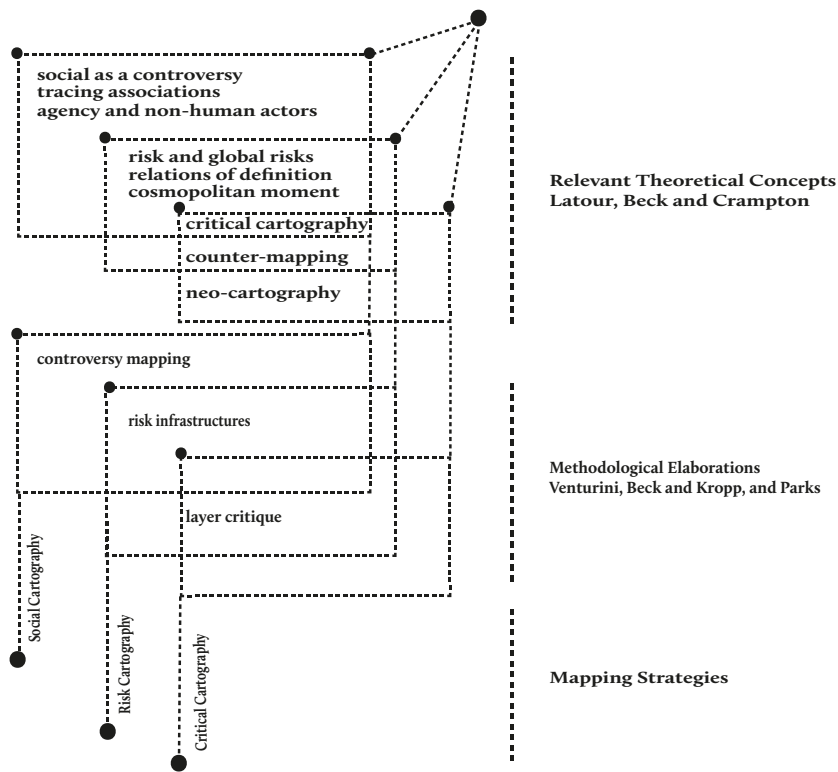 social as a controversy
tracing associations
agency and non-human actors
risk and global risks
relations of definition
cosmopolitan moment
critical cartography
counter-mapping
neo-cartography
Relevant Theoretical Concepts
Latour, Beck and Crampton
controversy mapping
risk infrastructures
layer critique
Methodological Elaborations
Venturini, Beck and Kropp, and Parks
Social Cartography
Risk Cartography
Critical Cartography
Mapping Strategies